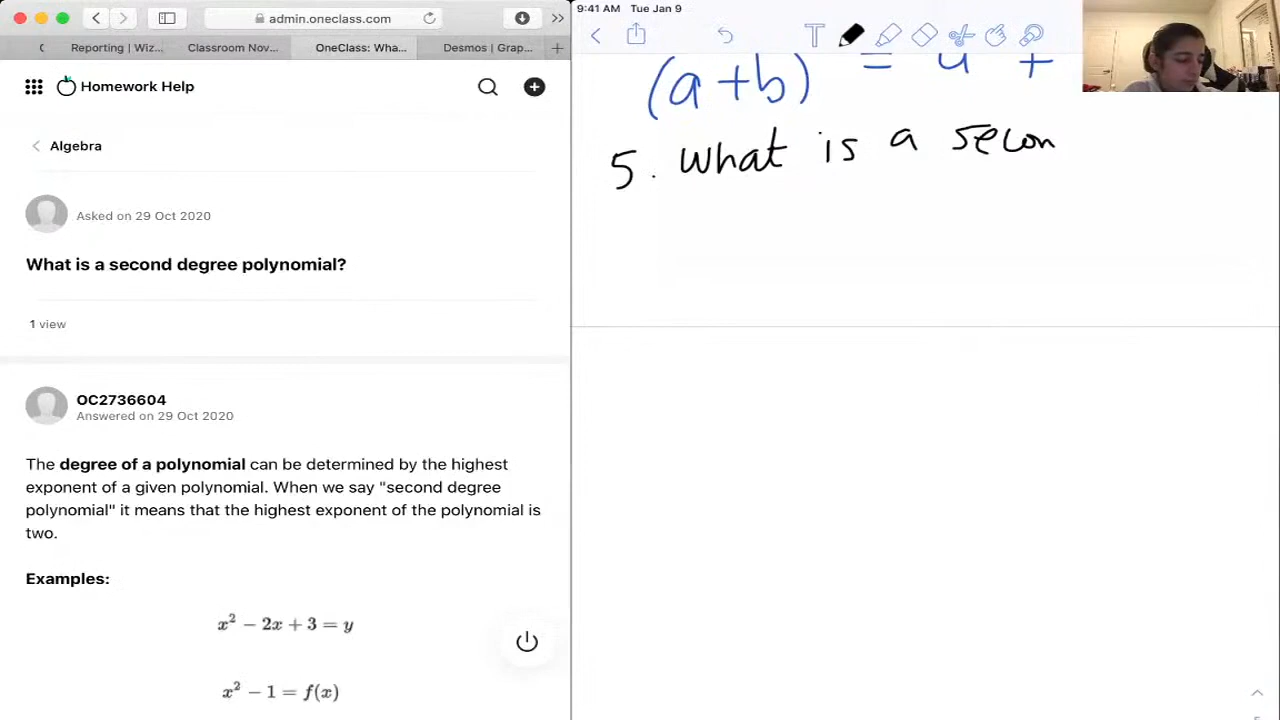 admin.oneclass.com
Reporting | Wiz...
Classroom Nov...
OneClass: Wha...
Desmos | Grap...
Homework Help
Algebra
Asked on 29 Oct 2020
What is a second degree polynomial?
1 view
OC2736604
Answered on 29 Oct 2020
The degree of a polynomial can be determined by the highest
exponent of a given polynomial. When we say "second degree
polynomial" it means that the highest exponent of the polynomial is
two.
Examples:
x² − 2x + 3 = y
x² − 1 = f(x)
9:41 AM Tue Jan 9
(a+b) =
+
5. What is a secon